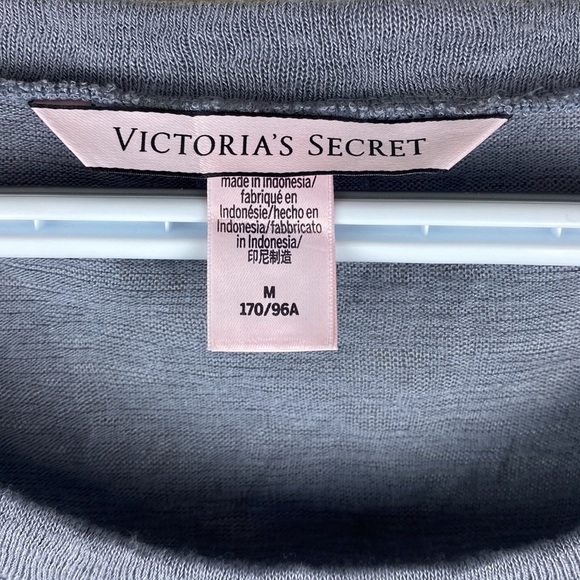 VICTORIA'S SECRET
made in Indonesia/
fabriqué en
Indonésie/hecho en
Indonesia/fabbricato
in Indonesia/
印尼制造
M
170/96A